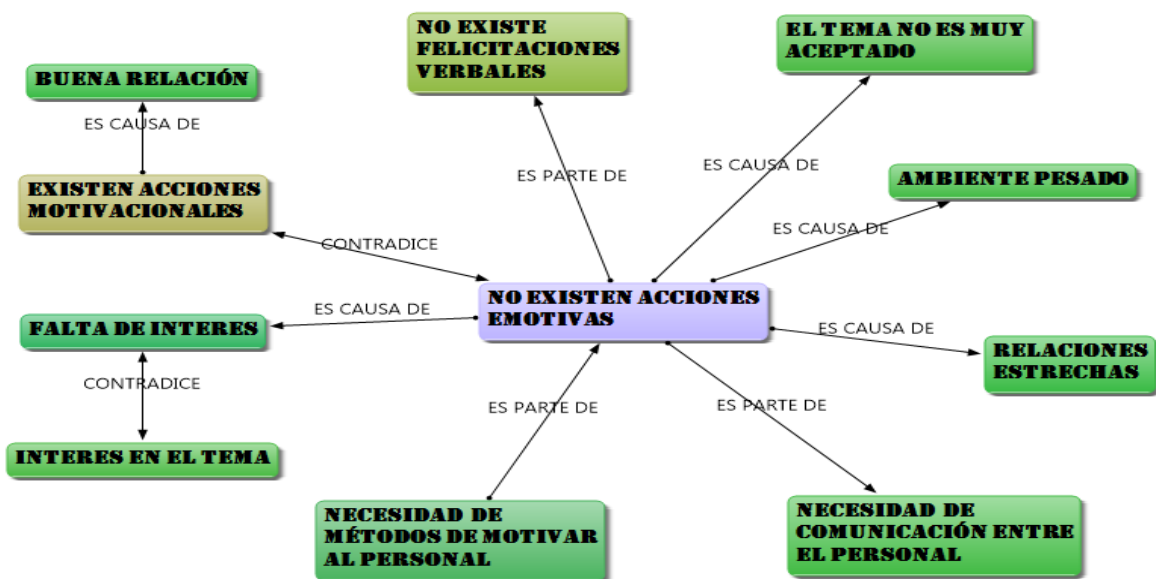 NO EXISTE
FELICITACIONES
VERBALES
EL TEMA NO ES MUY
ACEPTADO
BUENA RELACIÓN
ES CAUSA DE
ES CAUSA DE
ES PARTE DE
EXISTEN ACCIONES
MOTIVACIONALES
AMBIENTE PESADO
ES CAUSA DE
CONTRADICE
NO EXISTEN ACCIONES
EMOTIVAS
ES CAUSA DE
FALTA DE INTERES
ES CAUSA DE
RELACIONES
ESTRECHAS
CONTRADICE
ES PARTE DE
ES PARTE DE
INTERES EN EL TEMA
NECESIDAD DE
MÉTODOS DE MOTIVAR
AL PERSONAL
NECESIDAD DE
COMUNICACIÓN ENTRE
EL PERSONAL